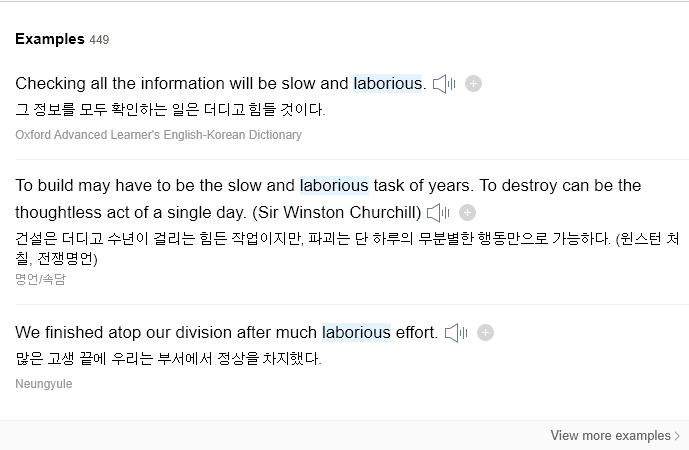 Examples 449
Checking all the information will be slow and laborious.
그 정보를 모두 확인하는 일은 더디고 힘들 것이다.
Oxford Advanced Learner's English-Korean Dictionary
To build may have to be the slow and laborious task of years. To destroy can be the
thoughtless act of a single day. (Sir Winston Churchill)
건설은 더디고 수년이 걸리는 힘든 작업이지만, 파괴는 단 하루의 무분별한 행동만으로 가능하다. (윈스턴 처
칠, 전쟁명언)
명언/속담
We finished atop our division after much laborious effort.
많은 고생 끝에 우리는 부서에서 정상을 차지했다.
Neungyule
View more examples >